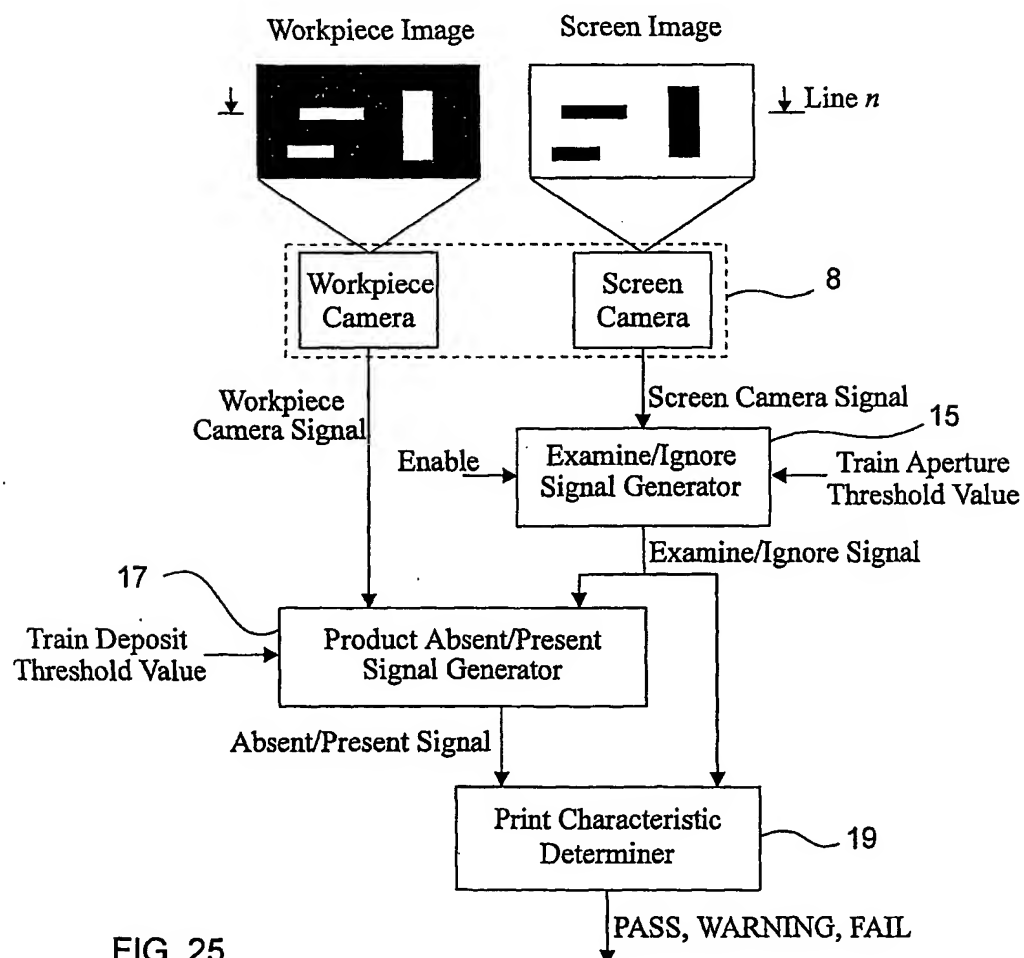 Workpiece Image
Screen Image
Line n
Workpiece
Camera
Screen
Camera
8
Workpiece
Camera Signal
Screen Camera Signal
15
Enable
Examine/Ignore
Signal Generator
Train Aperture
Threshold Value
Examine/Ignore Signal
17
Train Deposit
Threshold Value
Product Absent/Present
Signal Generator
Absent/Present Signal
Print Characteristic
Determiner
19
PASS, WARNING, FAIL
FIG. 25